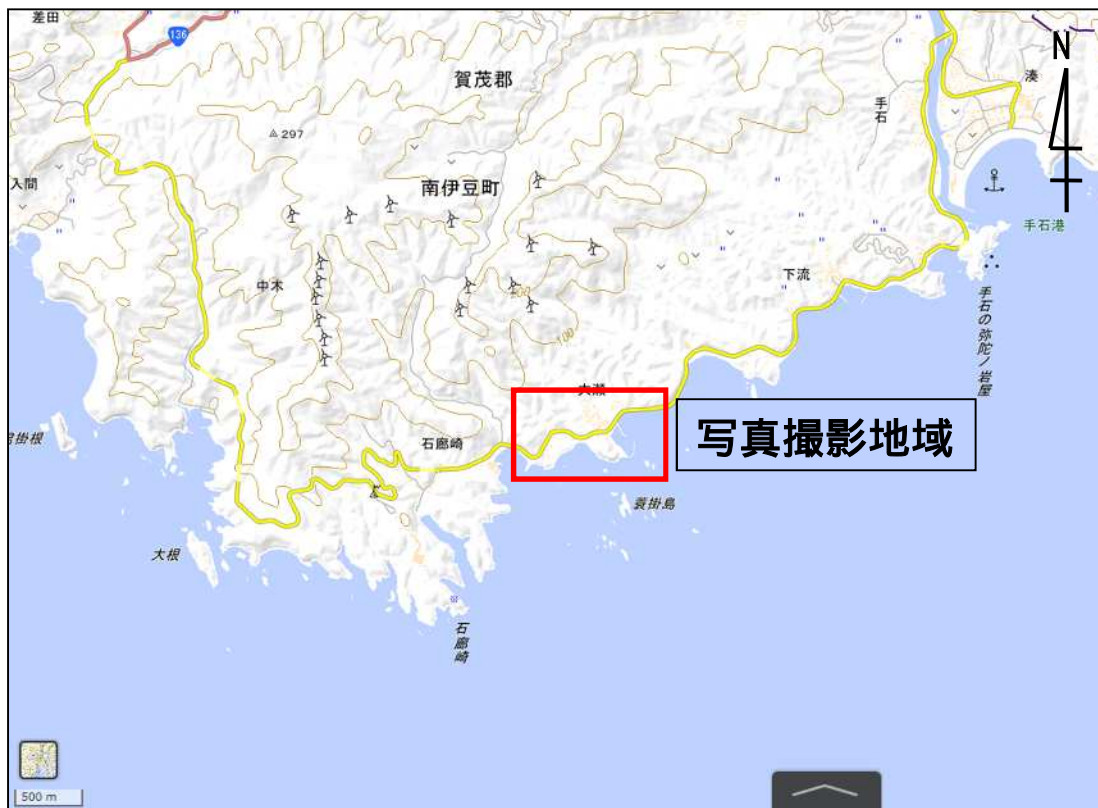 差田
136
賀茂郡
N
湊
297
手石
入間
南伊豆町
手石港
中木
下流
200
手石の弥陀ノ岩屋
100
大瀬
石廊崎
写真撮影地域
蓑掛島
大根
石廊崎
500 m